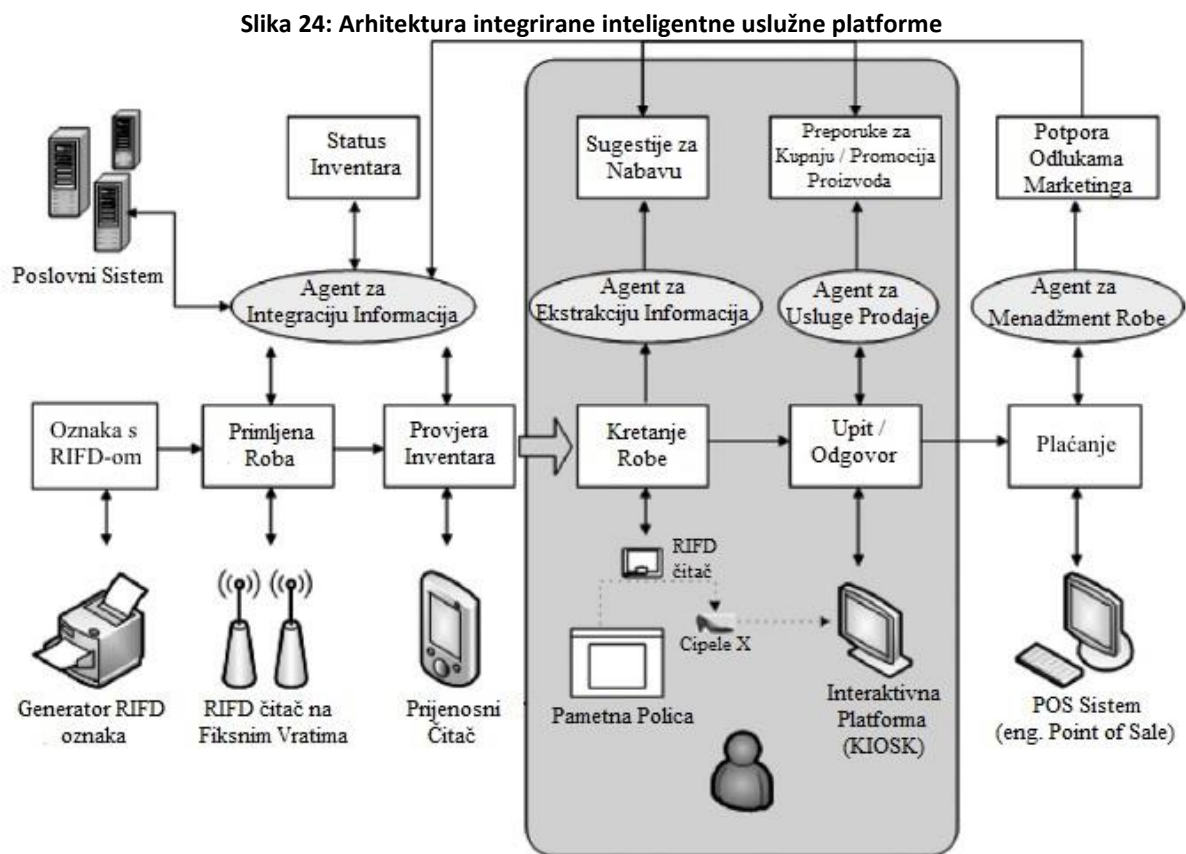 Slika 24: Arhitektura integrirane inteligentne uslužne platforme
Poslovni Sistem
Status
Inventara
Sugestije za
Nabavu
Preporuke za
Kupnju / Promocija
Proizvoda
Potpora
Odlukama
Marketinga
Agent za
Integraciju Informacija
Agent za
Ekstrakciju Informacija
Agent za
Usluge Prodaje
Agent za
Menadžment Robe
Oznaka s
RIFD-om
Primljena
Roba
Provjera
Inventara
Kretanje
Robe
Upit /
Odgovor
Plaćanje
RIFD
čitač
Cipele X
Generator RIFD
oznaka
RIFD čitač na
Fiksnim Vratima
Prijenosni
Čitač
Pametna Polica
Interaktivna
Platforma
(KIOSK)
POS Sistem
(eng. Point of Sale)